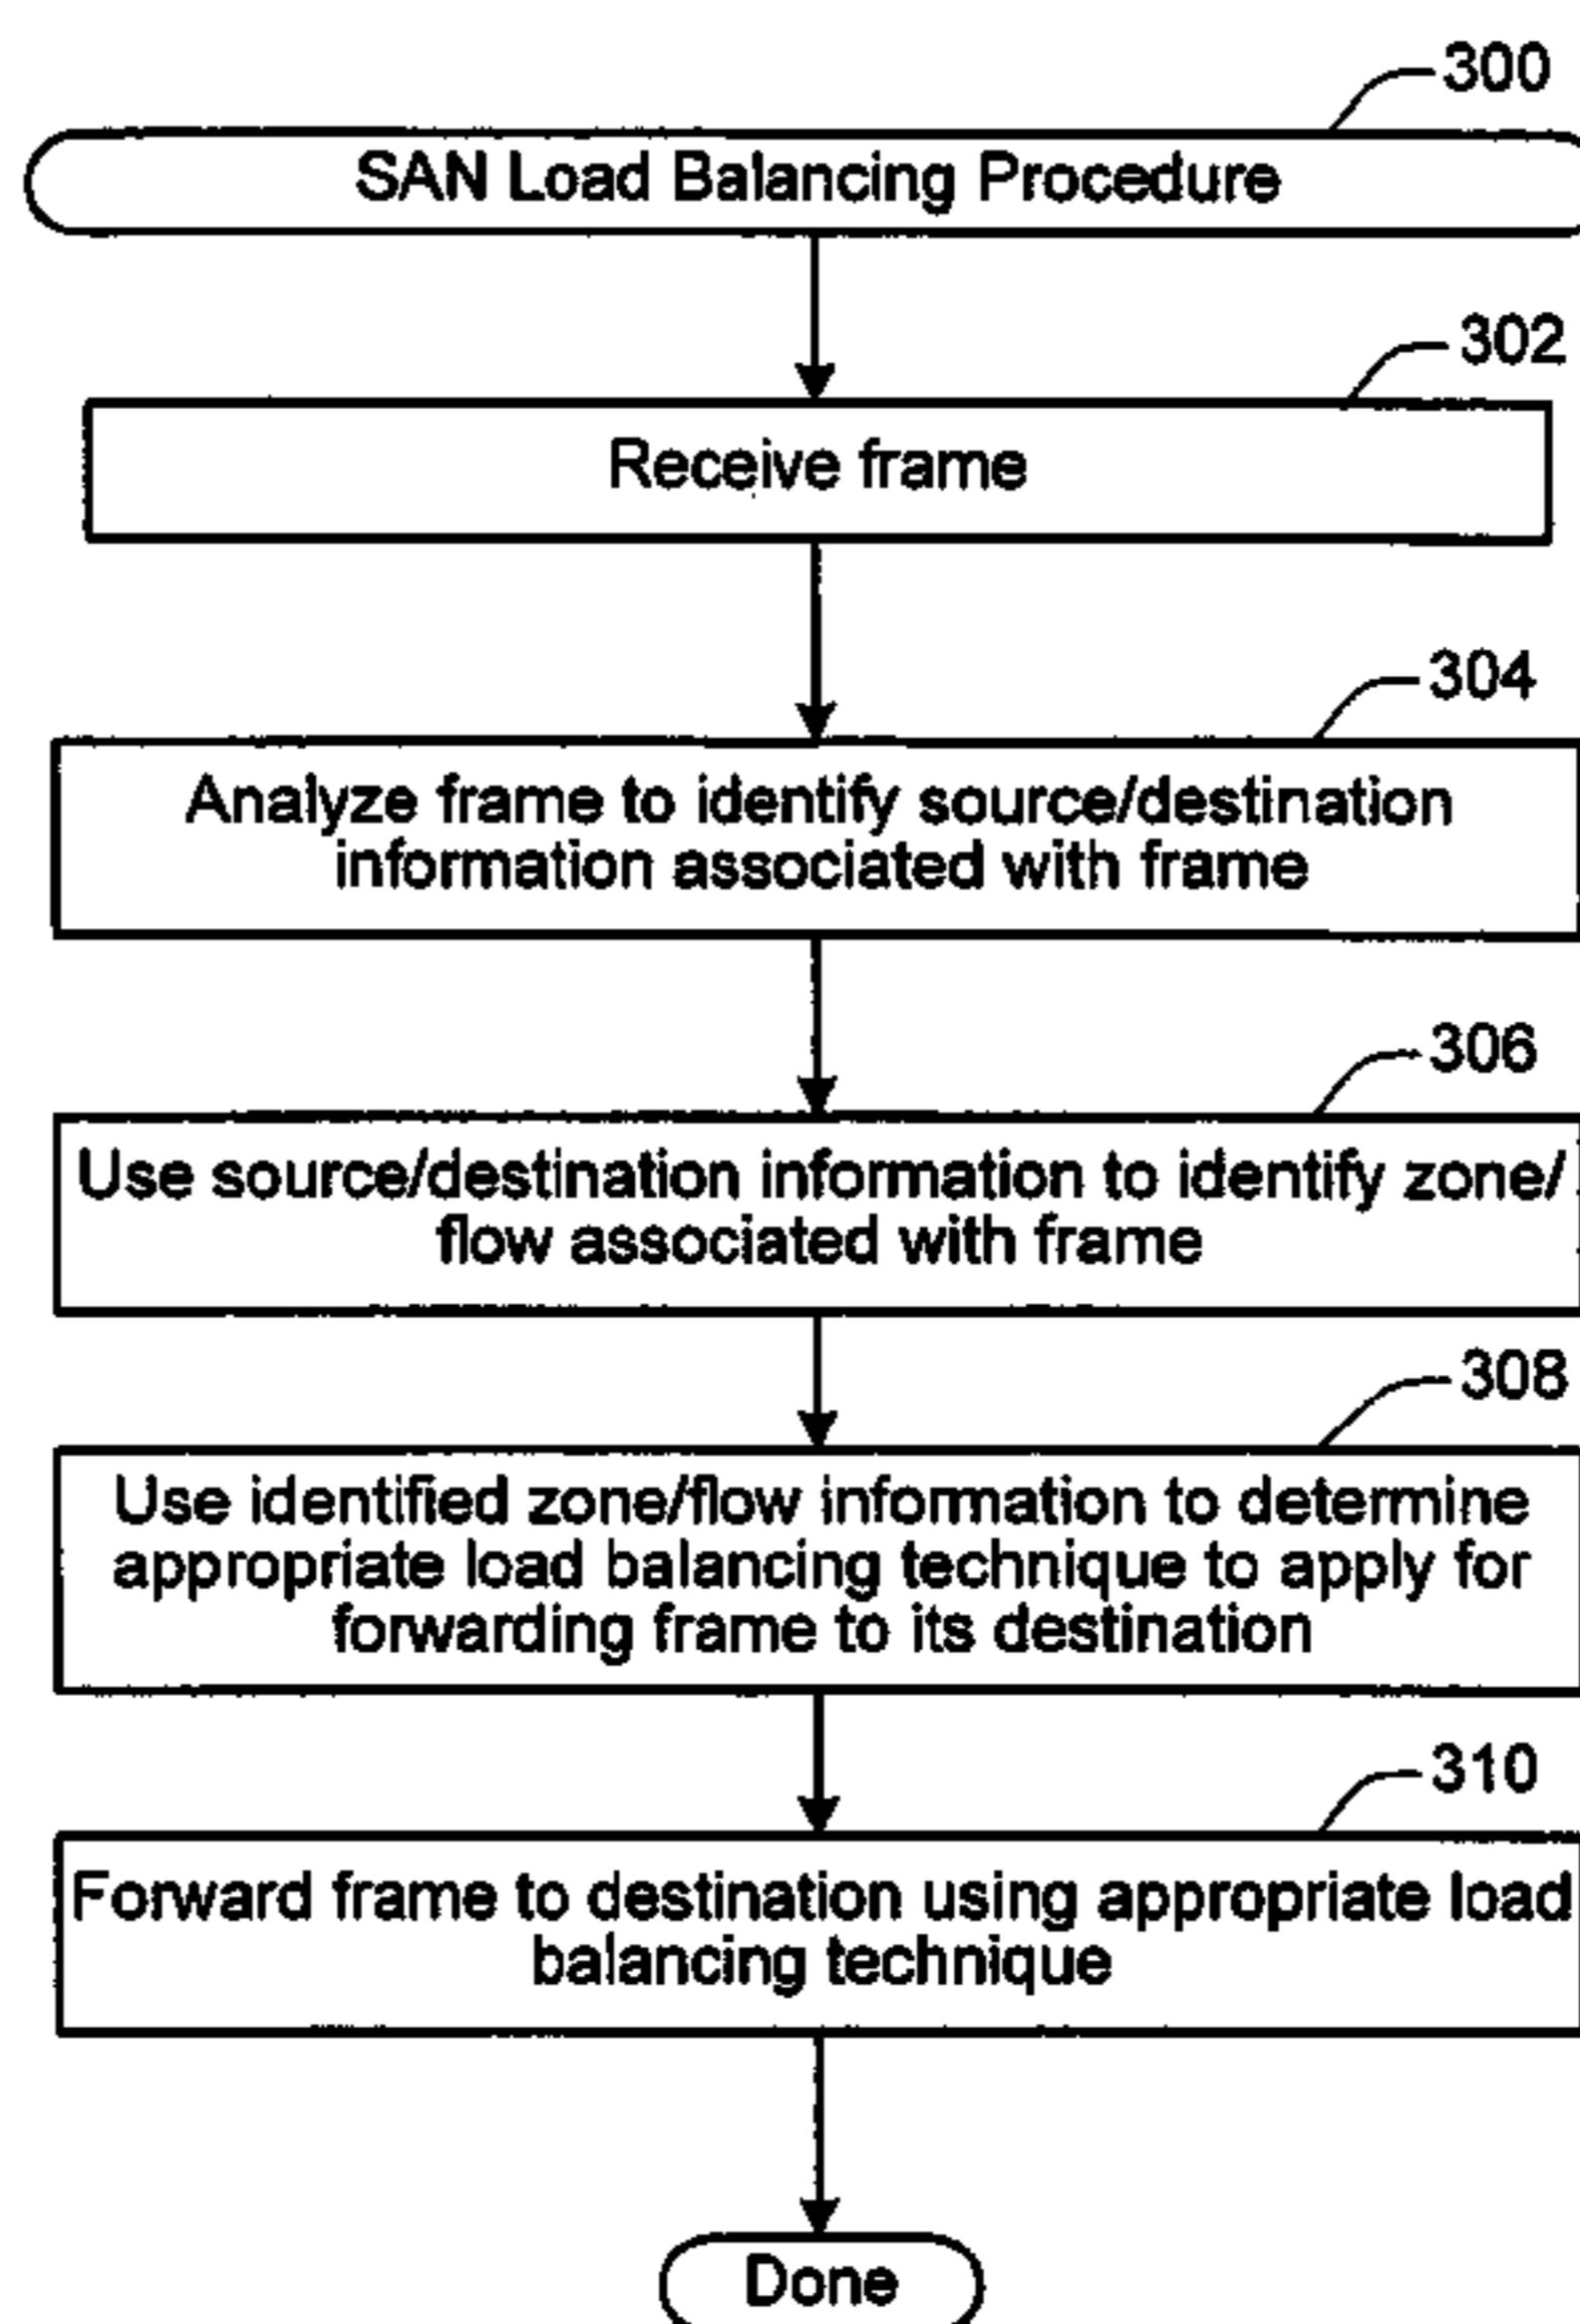 300
SAN Load Balancing Procedure
302
Receive frame
304
Analyze frame to identify source/destination
information associated with frame
306
Use source/destination information to identify zone/
flow associated with frame
308
Use identified zone/flow information to determine
appropriate load balancing technique to apply for
forwarding frame to its destination
310
Forward frame to destination using appropriate load
balancing technique
Done